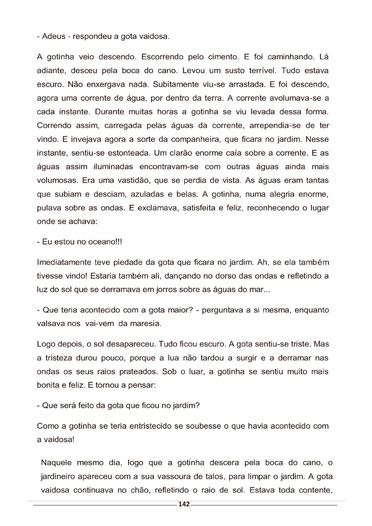 - Adeus - respondeu a gota vaidosa.
A gotinha veio descendo. Escorrendo pelo cimento. E foi caminhando. Lá
adiante, desceu pela boca do cano. Levou um susto terrível. Tudo estava
escuro. Não enxergava nada. Subitamente viu-se arrastada. E foi descendo,
agora uma corrente de água, por dentro da terra. A corrente avolumava-se a
cada instante. Durante muitas horas a gotinha se viu levada dessa forma.
Correndo assim, carregada pelas águas da corrente, arrependia-se de ter
vindo. E invejava agora a sorte da companheira, que ficara no jardim. Nesse
instante, sentiu-se estonteada. Um clarão enorme caía sobre a corrente. E as
águas assim iluminadas encontravam-se com outras águas ainda mais
volumosas. Era uma vastidão, que se perdia de vista. As águas eram tantas
que subiam e desciam, azuladas e belas. A gotinha, numa alegria enorme,
pulava sobre as ondas. E exclamava, satisfeita e feliz, reconhecendo o lugar
onde se achava:
- Eu estou no oceano!!!
Imediatamente teve piedade da gota que ficara no jardim. Ah, se ela também
tivesse vindo! Estaria também ali, dançando no dorso das ondas e refletindo a
luz do sol que se derramava em jorros sobre as águas do mar...
- Que teria acontecido com a gota maior? - perguntava a si mesma, enquanto
valsava nos vai-vem da maresia.
Logo depois, o sol desapareceu. Tudo ficou escuro. A gota sentiu-se triste. Mas
a tristeza durou pouco, porque a lua não tardou a surgir e a derramar nas
ondas os seus raios prateados. Sob o luar, a gotinha se sentiu muito mais
bonita e feliz. E tornou a pensar:
- Que será feito da gota que ficou no jardim?
Como a gotinha se teria entristecido se soubesse o que havia acontecido com
a vaidosa!
Naquele mesmo dia, logo que a gotinha descera pela boca do cano, o
jardineiro apareceu com a sua vassoura de talos, para limpar o jardim. A gota
vaidosa continuava no chão, refletindo o raio de sol. Estava toda contente,
142